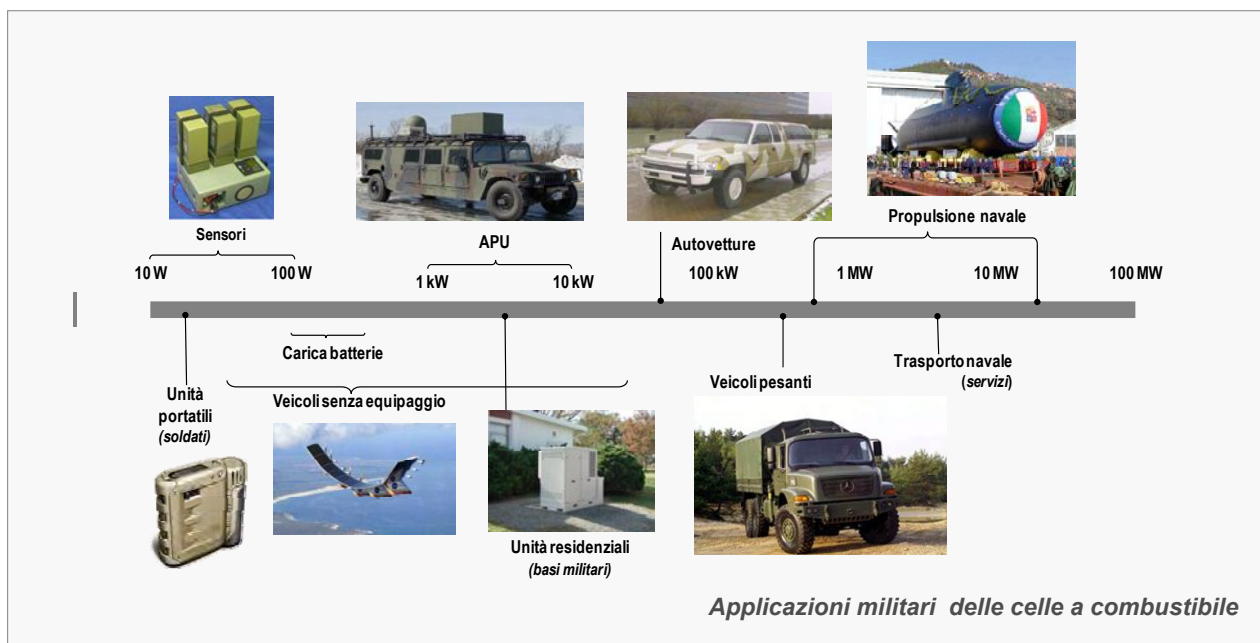 Propulsione navale
Sensori
APU
Autovetture
10 W
100 W
1 kW
10 kW
100 kW
1 MW
10 MW
100 MW
Carica batterie
Trasporto navale
(servizi)
Veicoli pesanti
Unità
portatili
(soldati)
Veicoli senza equipaggio
Unità residenziali
(basi militari)
Applicazioni militari delle celle a combustibile